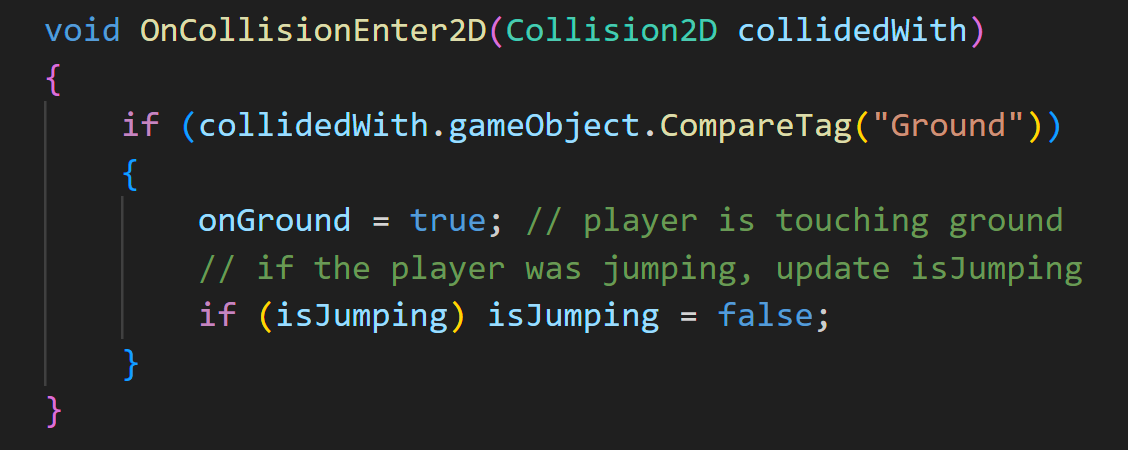 void OnCollisionEnter2D(Collision2D collidedWith)
{
    if (collidedWith.gameObject.CompareTag("Ground"))
    {
        onGround = true; // player is touching ground
        // if the player was jumping, update isJumping
        if (isJumping) isJumping = false;
    }
}